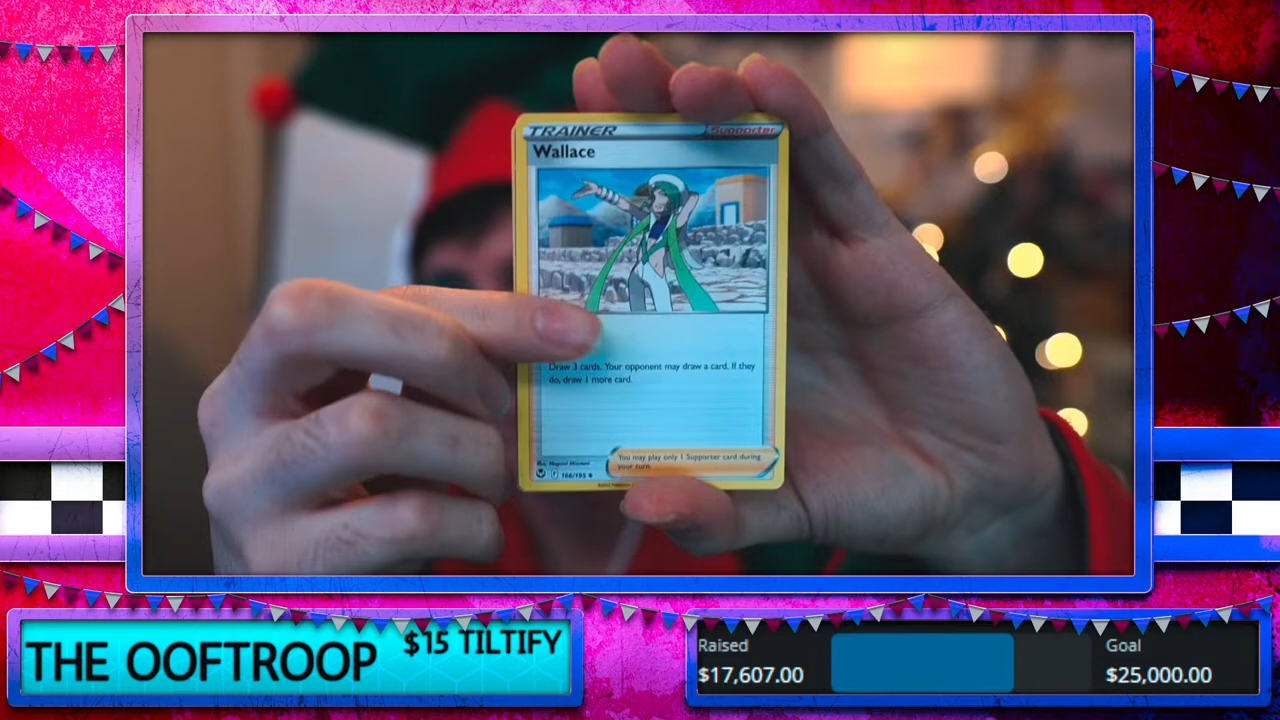 TRAINER Supporter
Wallace
Draw 3 cards. Your opponent may draw a card. If they
do, draw 1 more card.
You may play only 1 Supporter card during
your turn.
166/195
THE OOFTROOP
$15 TILTIFY
Raised
$17,607.00
Goal
$25,000.00